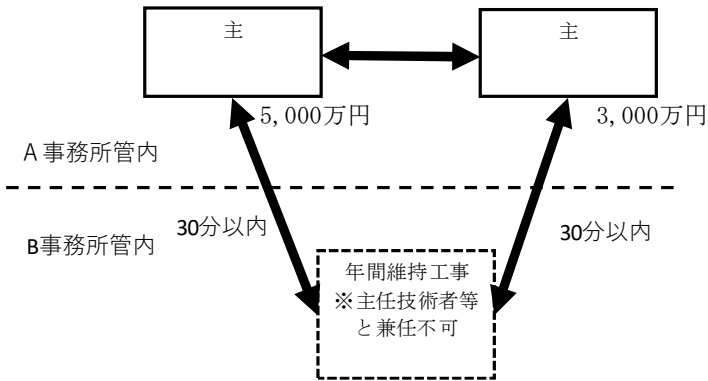 主
主
5,000万円
3,000万円
A事務所管内
30分以内
30分以内
B事務所管内
年間維持工事
※主任技術者等
と兼任不可